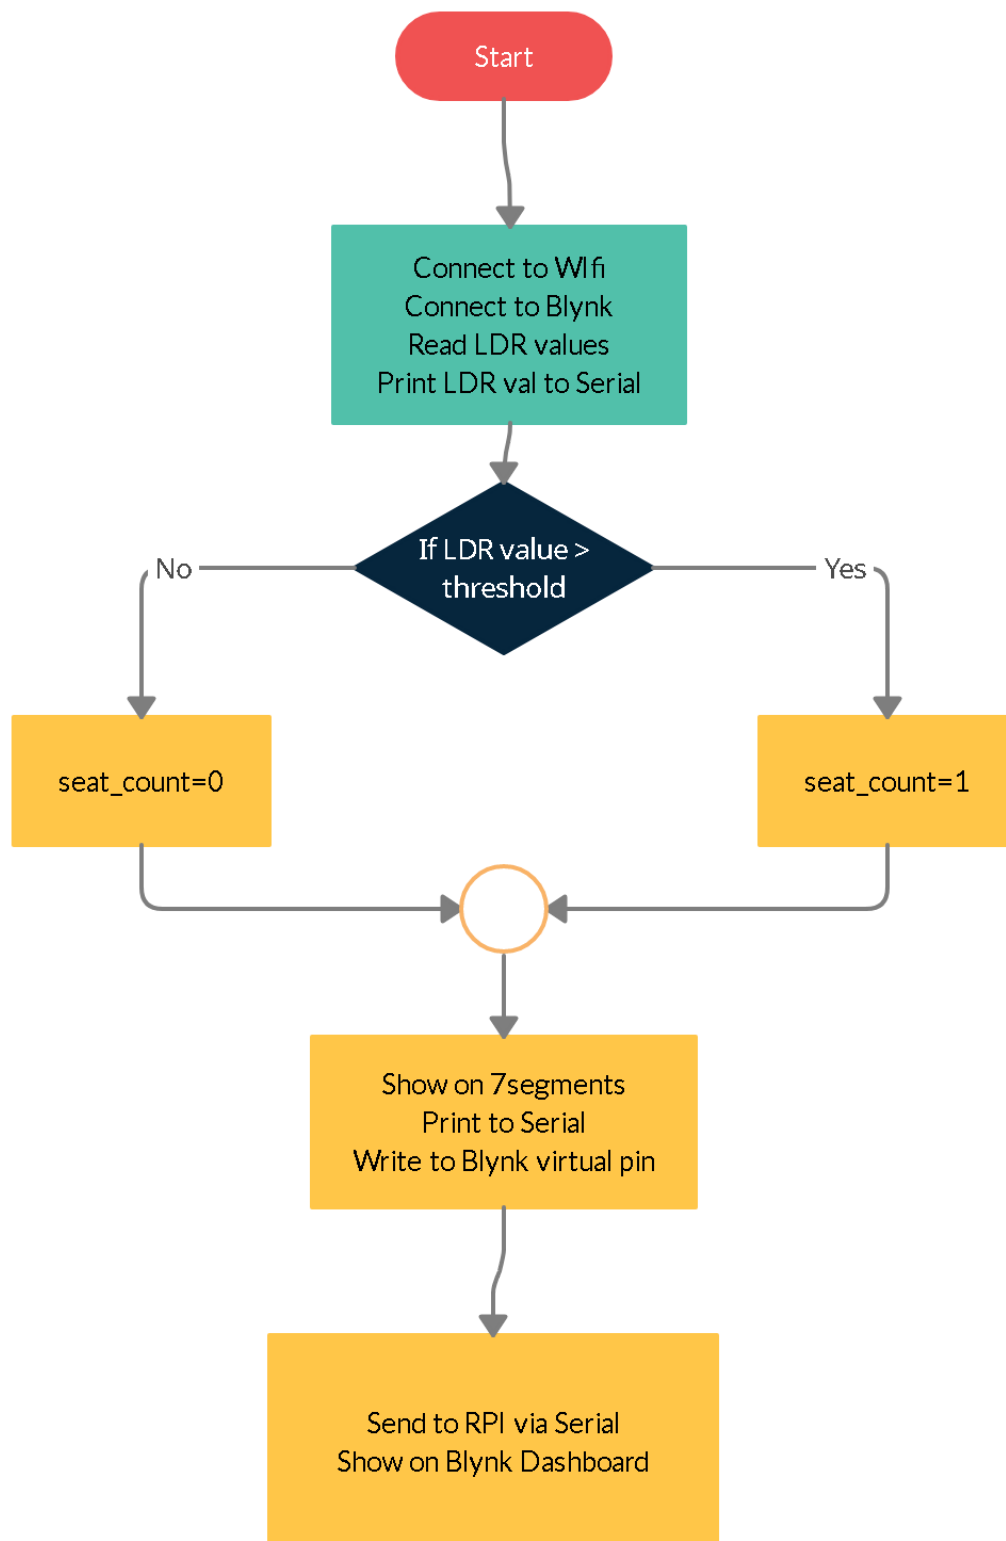 Start
Connect to WIfi
Connect to Blynk
Read LDR values
Print LDR val to Serial
If LDR value >
threshold
No
Yes
seat_count=0
seat_count=1
Show on 7segments
Print to Serial
Write to Blynk virtual pin
Send to RPI via Serial
Show on Blynk Dashboard